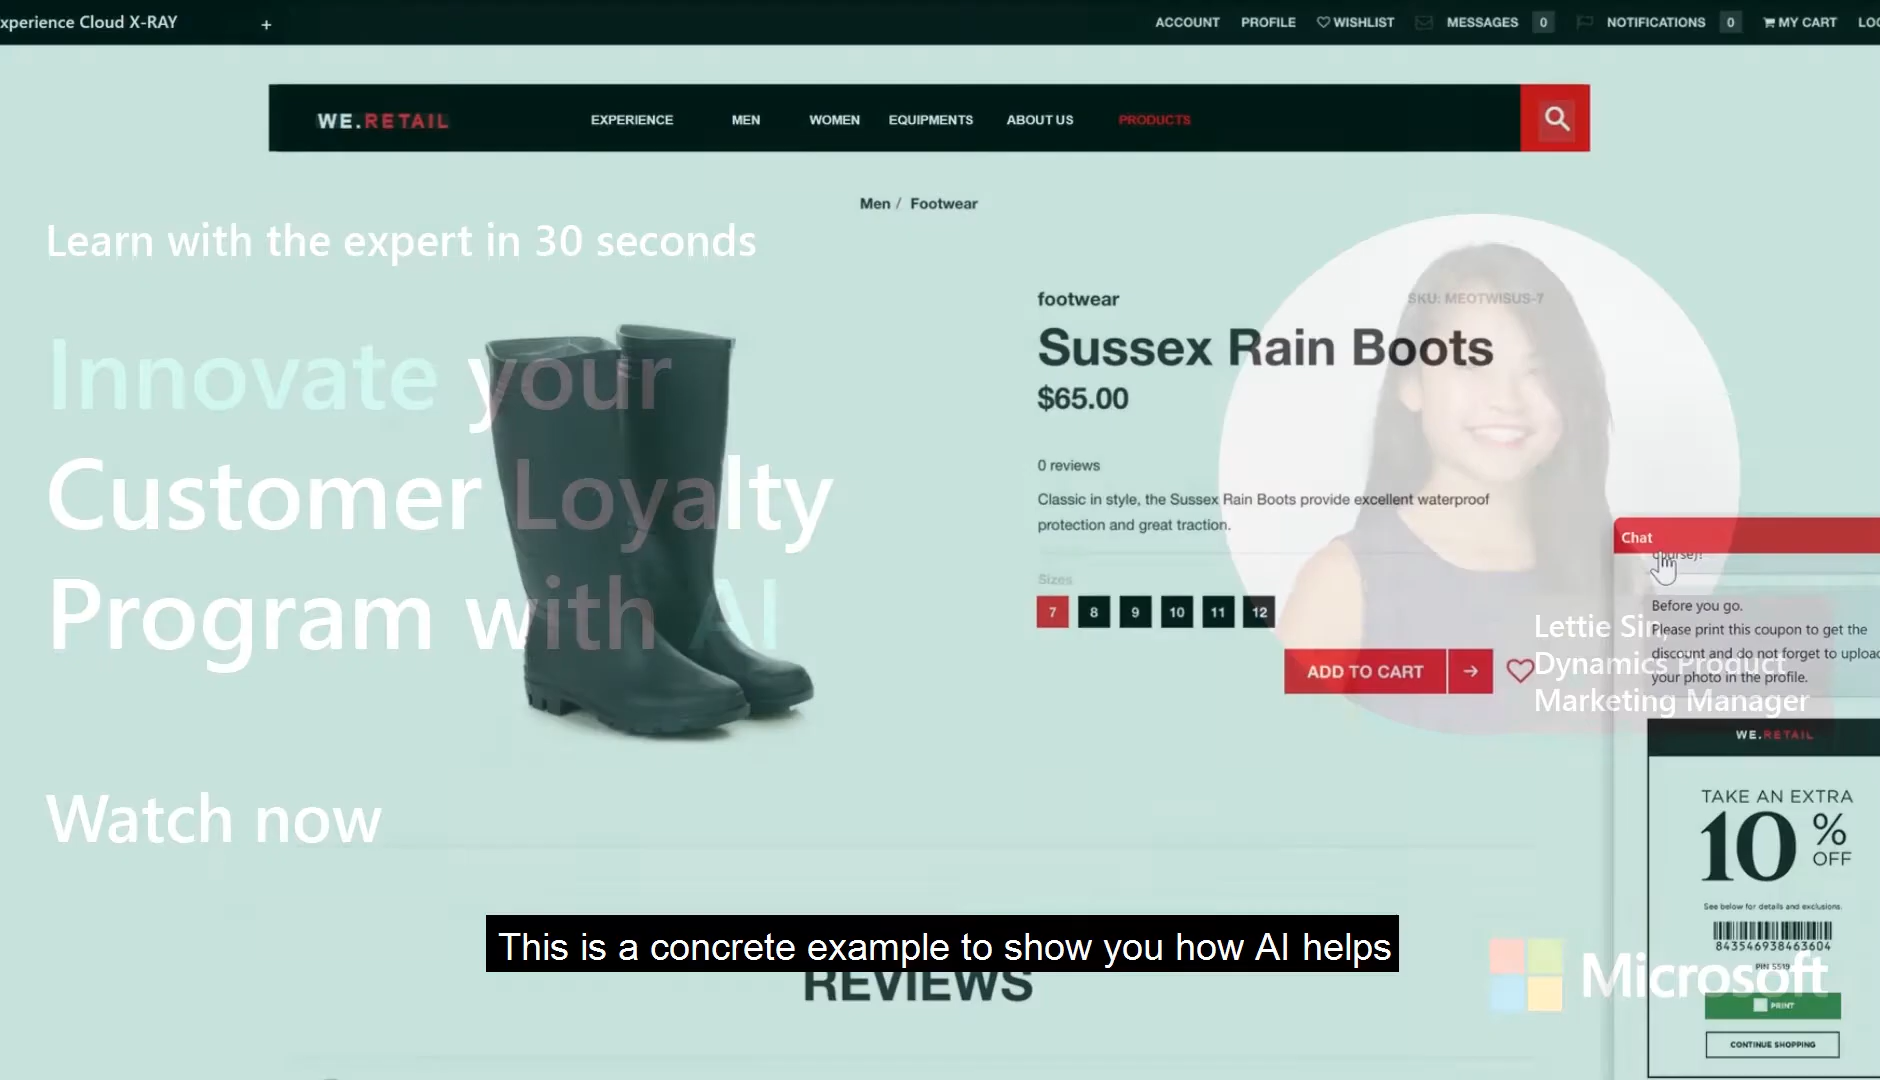 xperience Cloud X-RAY
+
ACCOUNT
PROFILE
WISHLIST
MESSAGES
0
NOTIFICATIONS
0
MY CART
LOG
WE.RETAIL
EXPERIENCE
MEN
WOMEN
EQUIPMENTS
ABOUT US
PRODUCTS
Men / Footwear
Learn with the expert in 30 seconds
Innovate your
Customer Loyalty
Program with AI
Watch now
footwear
SKU: MEOTWISUS-7
Sussex Rain Boots
$65.00
0 reviews
Classic in style, the Sussex Rain Boots provide excellent waterproof
protection and great traction.
Sizes
7
8
9
10
11
12
ADD TO CART
Lettie Sin,
Dynamics Product
Marketing Manager
Chat
Before you go.
Please print this coupon to get the
discount and do not forget to upload
your photo in the profile.
WE.RETAIL
TAKE AN EXTRA
10 % OFF
See below for details and exclusions.
843546938463604
PIN 5519
PRINT
CONTINUE SHOPPING
This is a concrete example to show you how AI helps
REVIEWS
Microsoft